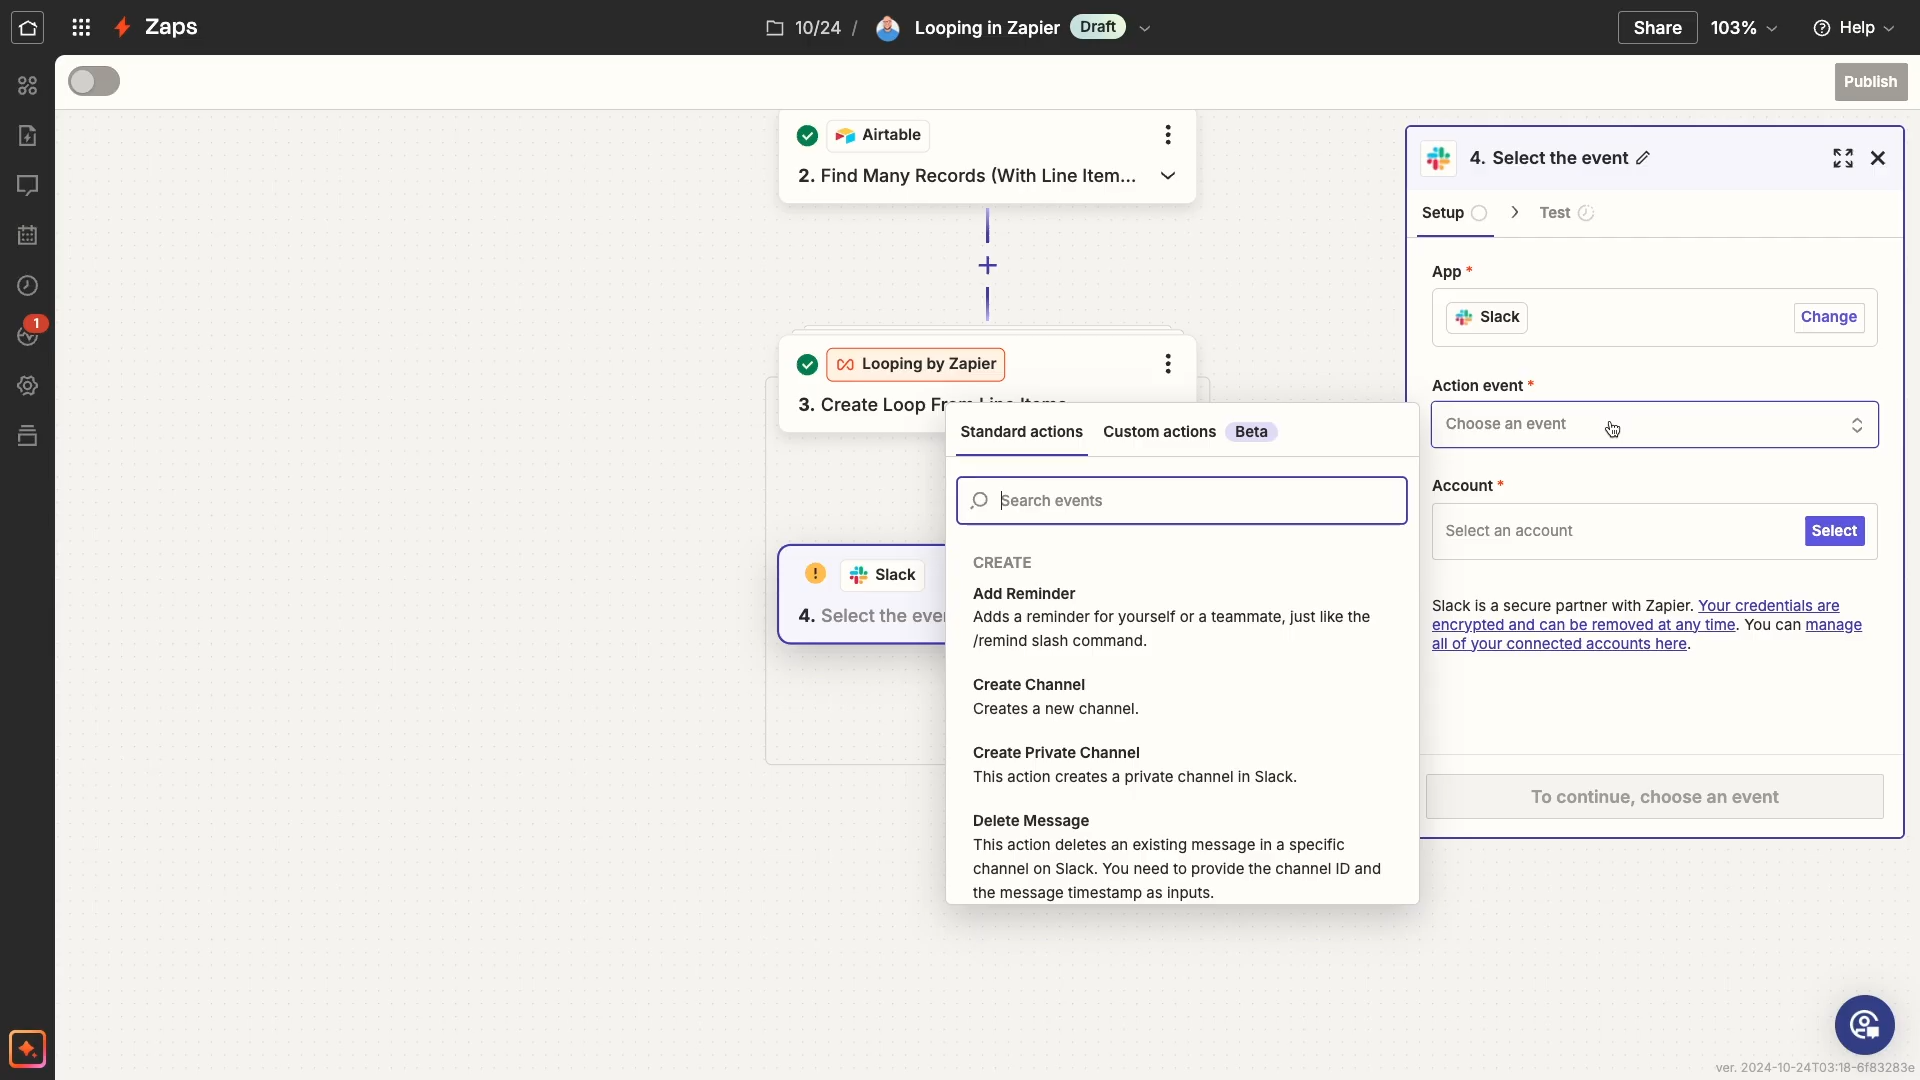 Zaps
10/24 /
Looping in Zapier
Draft
Share
103%
Help
Publish
1
Airtable
2. Find Many Records (With Line Item...
Looping by Zapier
3. Create Loop From Line Items
Slack
4. Select the eve
Standard actions
Custom actions
Beta
Search events
CREATE
Add Reminder
Adds a reminder for yourself or a teammate, just like the
/remind slash command.
Create Channel
Creates a new channel.
Create Private Channel
This action creates a private channel in Slack.
Delete Message
This action deletes an existing message in a specific
channel on Slack. You need to provide the channel ID and
the message timestamp as inputs.
4. Select the event
Setup
Test
App *
Slack
Change
Action event *
Choose an event
Account *
Select an account
Select
Slack is a secure partner with Zapier. Your credentials are
encrypted and can be removed at any time. You can manage
all of your connected accounts here.
To continue, choose an event
ver. 2024-10-24T03:18-6f83283e